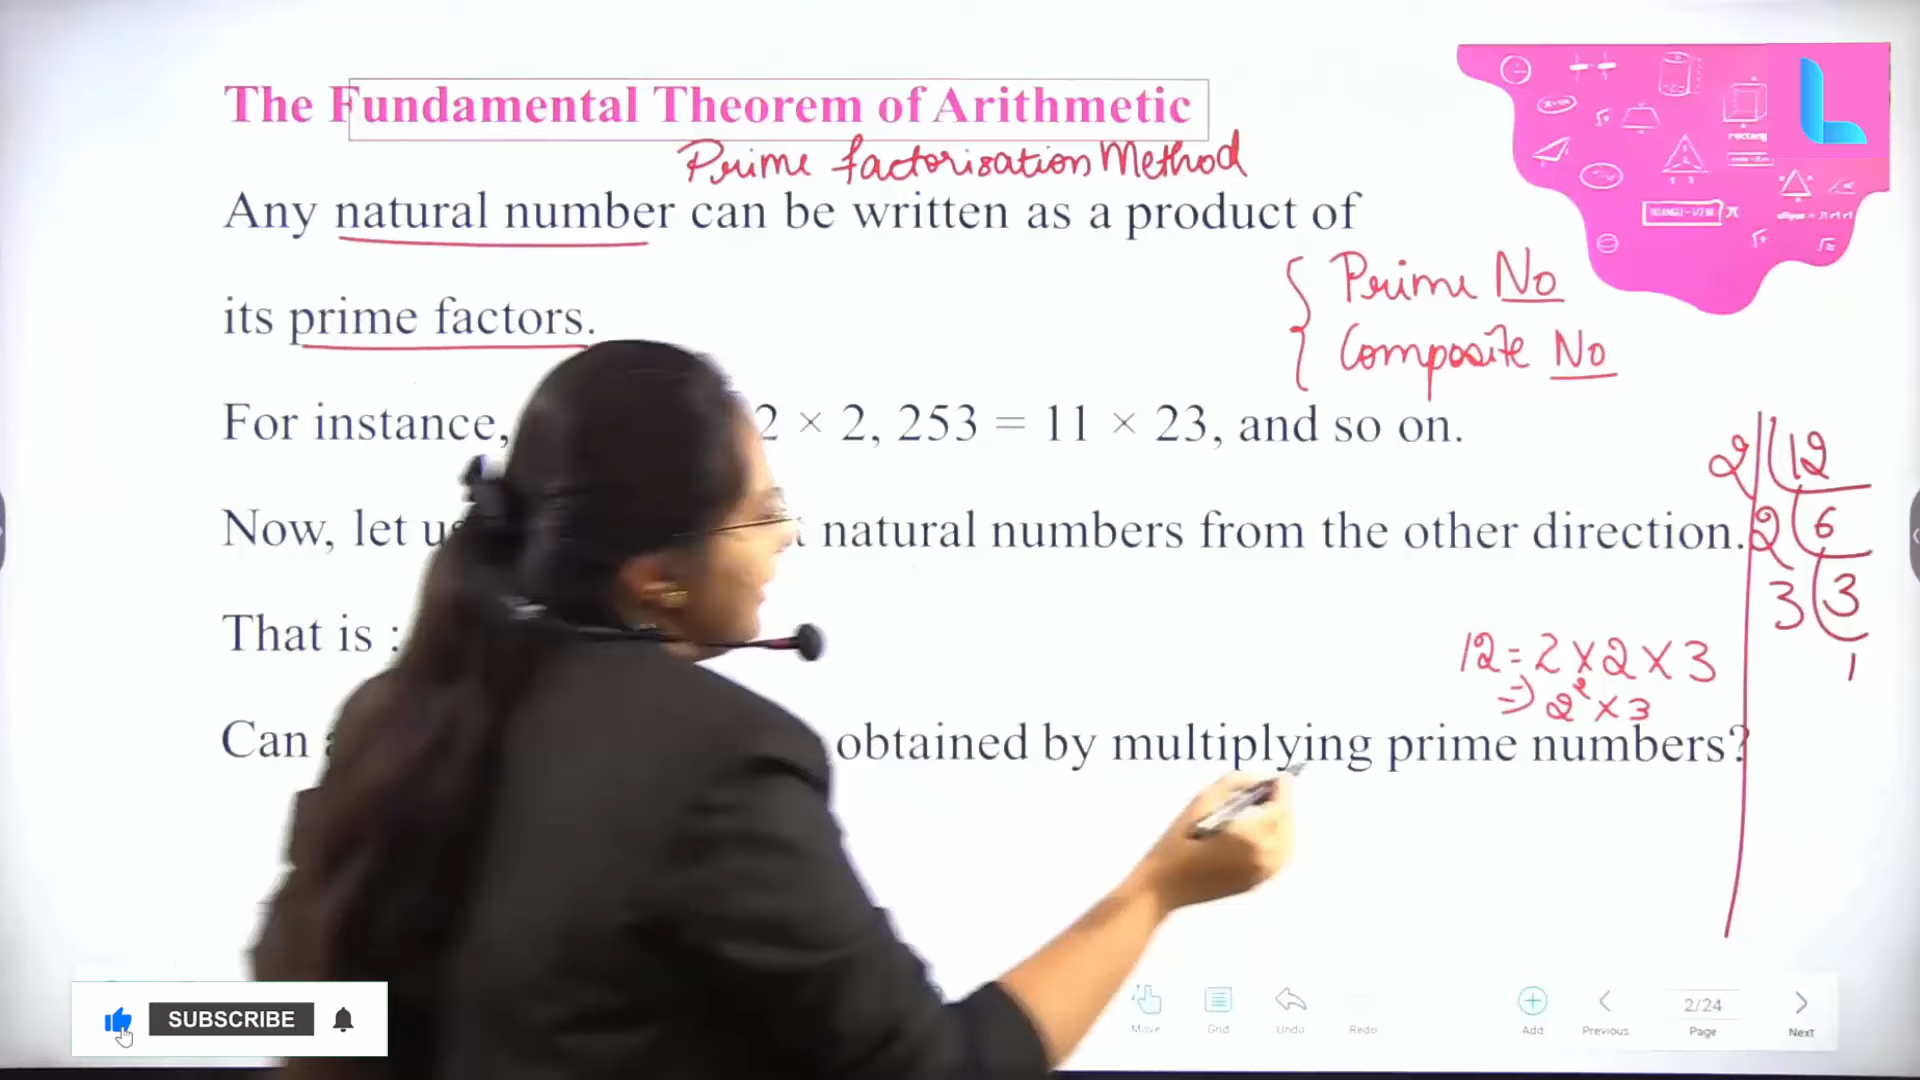 The Fundamental Theorem of Arithmetic
Prime factorisation Method
Any natural number can be written as a product of
its prime factors.
{ Prime No
Composite No
For instance, 2 × 2, 253 = 11 × 23, and so on.
2 12
2 6
3 3
1
Now, let u natural numbers from the other direction.
That is :
12 = 2 × 2 × 3
⇒ 2² × 3
Can obtained by multiplying prime numbers?
SUBSCRIBE
Move Grid Undo Redo Add Previous 2/24 Page Next